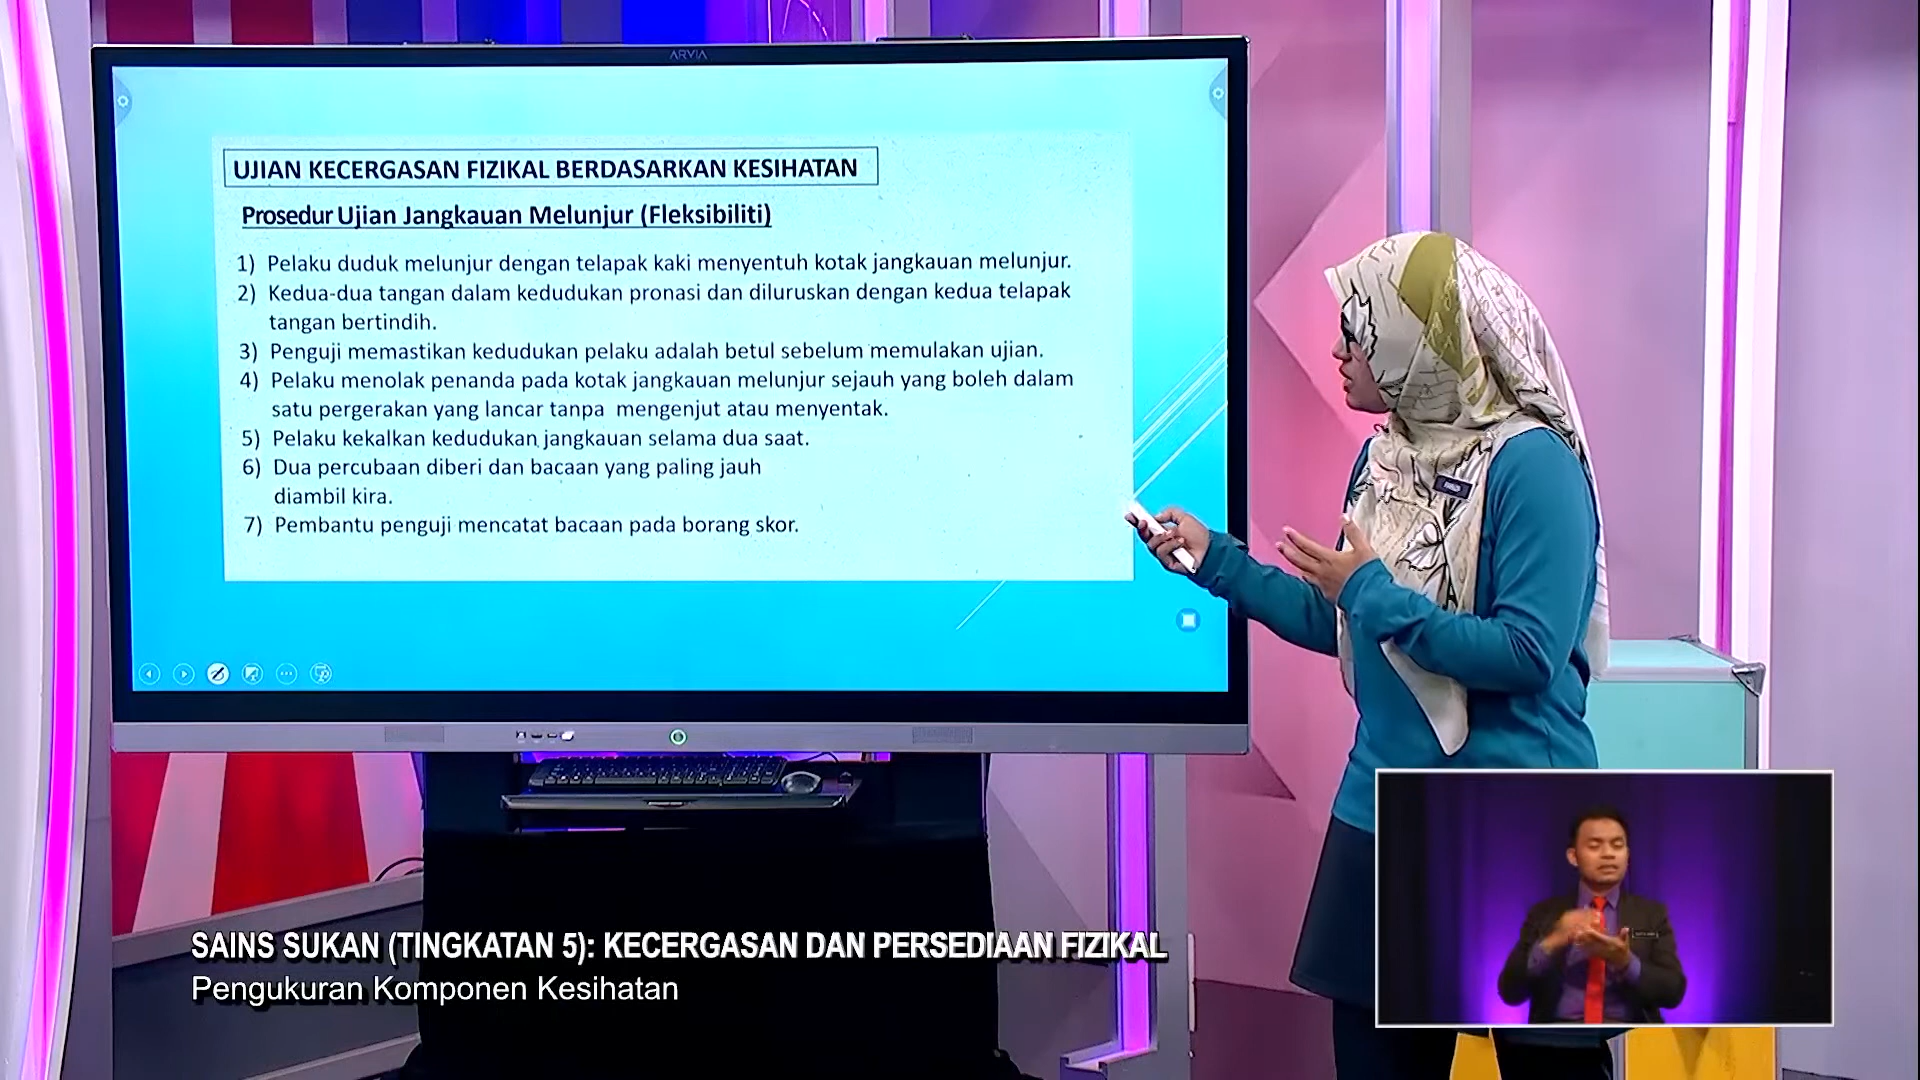 ARVIA
UJIAN KECERGASAN FIZIKAL BERDASARKAN KESIHATAN
Prosedur Ujian Jangkauan Melunjur (Fleksibiliti)
1) Pelaku duduk melunjur dengan telapak kaki menyentuh kotak jangkauan melunjur.
2) Kedua-dua tangan dalam kedudukan pronasi dan diluruskan dengan kedua telapak
tangan bertindih.
3) Penguji memastikan kedudukan pelaku adalah betul sebelum memulakan ujian.
4) Pelaku menolak penanda pada kotak jangkauan melunjur sejauh yang boleh dalam
satu pergerakan yang lancar tanpa mengenjut atau menyentak.
5) Pelaku kekalkan kedudukan jangkauan selama dua saat.
6) Dua percubaan diberi dan bacaan yang paling jauh
diambil kira.
7) Pembantu penguji mencatat bacaan pada borang skor.
SAINS SUKAN (TINGKATAN 5): KECERGASAN DAN PERSEDIAAN FIZIKAL
Pengukuran Komponen Kesihatan